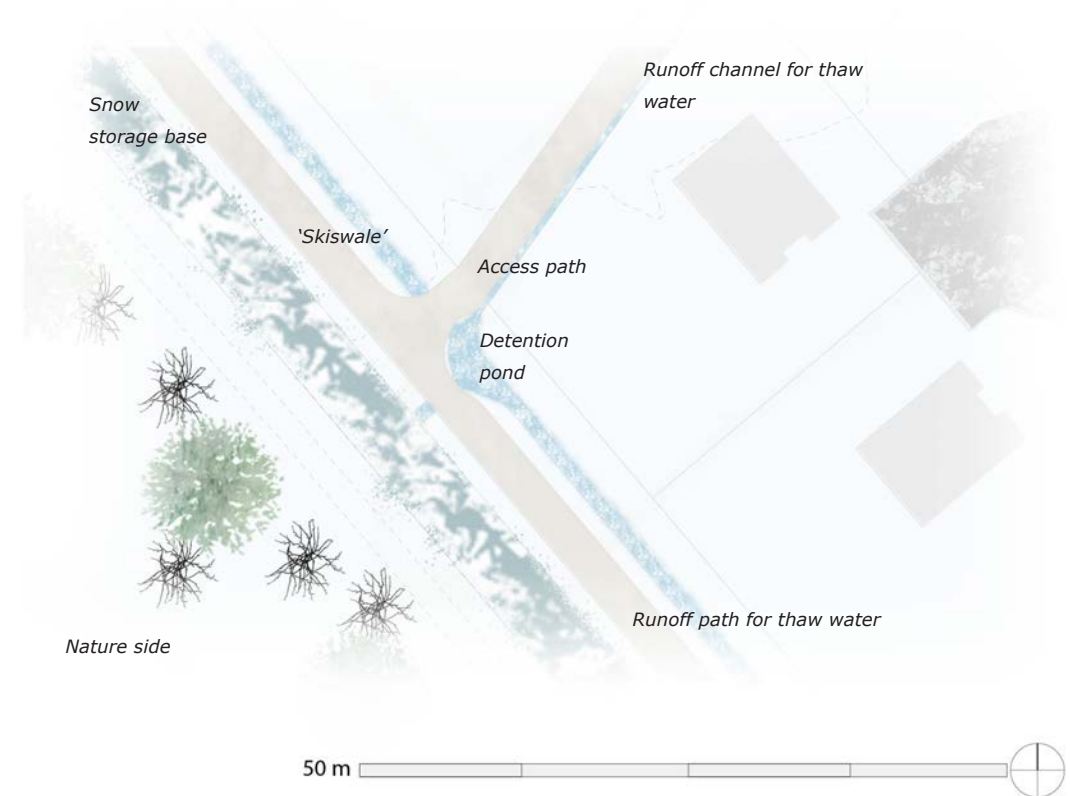 Runoff channel for thaw
water
Snow
storage base
‘Skiswale’
Access path
Detention
pond
Runoff path for thaw water
Nature side
50 m